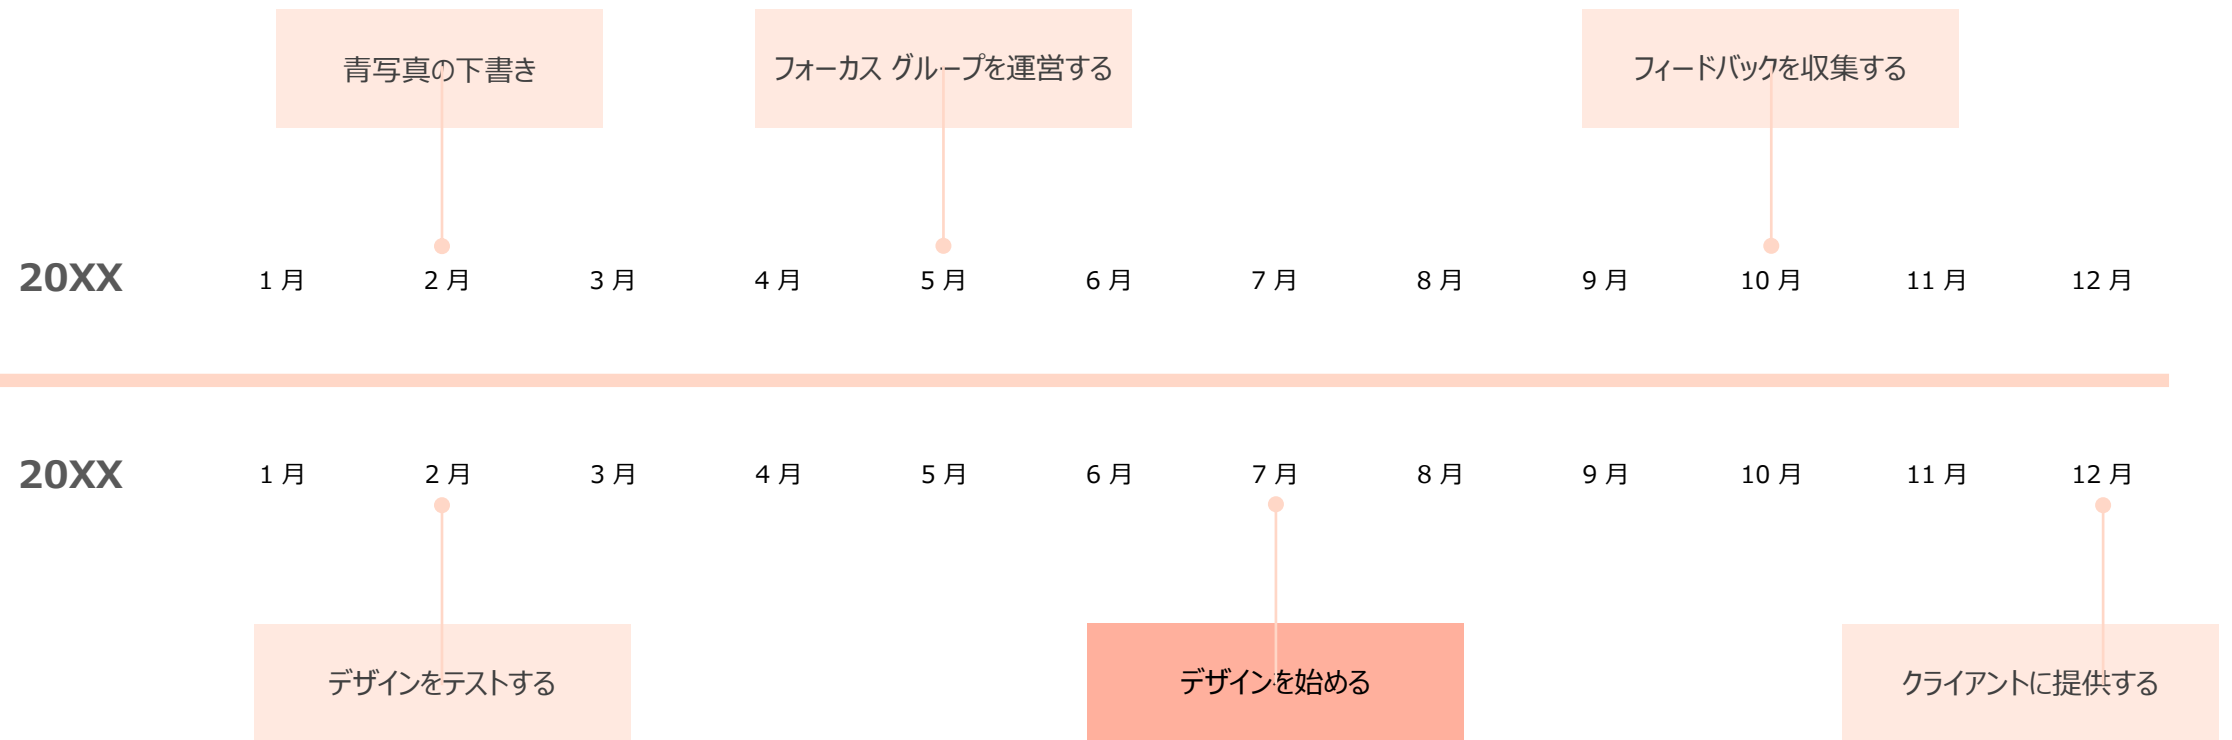 青写真の下書き
フォーカス グループを運営する
フィードバックを収集する
20XX 1 月 2 月 3 月 4 月 5 月 6 月 7 月 8 月 9 月 10 月 11 月 12 月
20XX 1 月 2 月 3 月 4 月 5 月 6 月 7 月 8 月 9 月 10 月 11 月 12 月
デザインをテストする
デザインを始める
クライアントに提供する